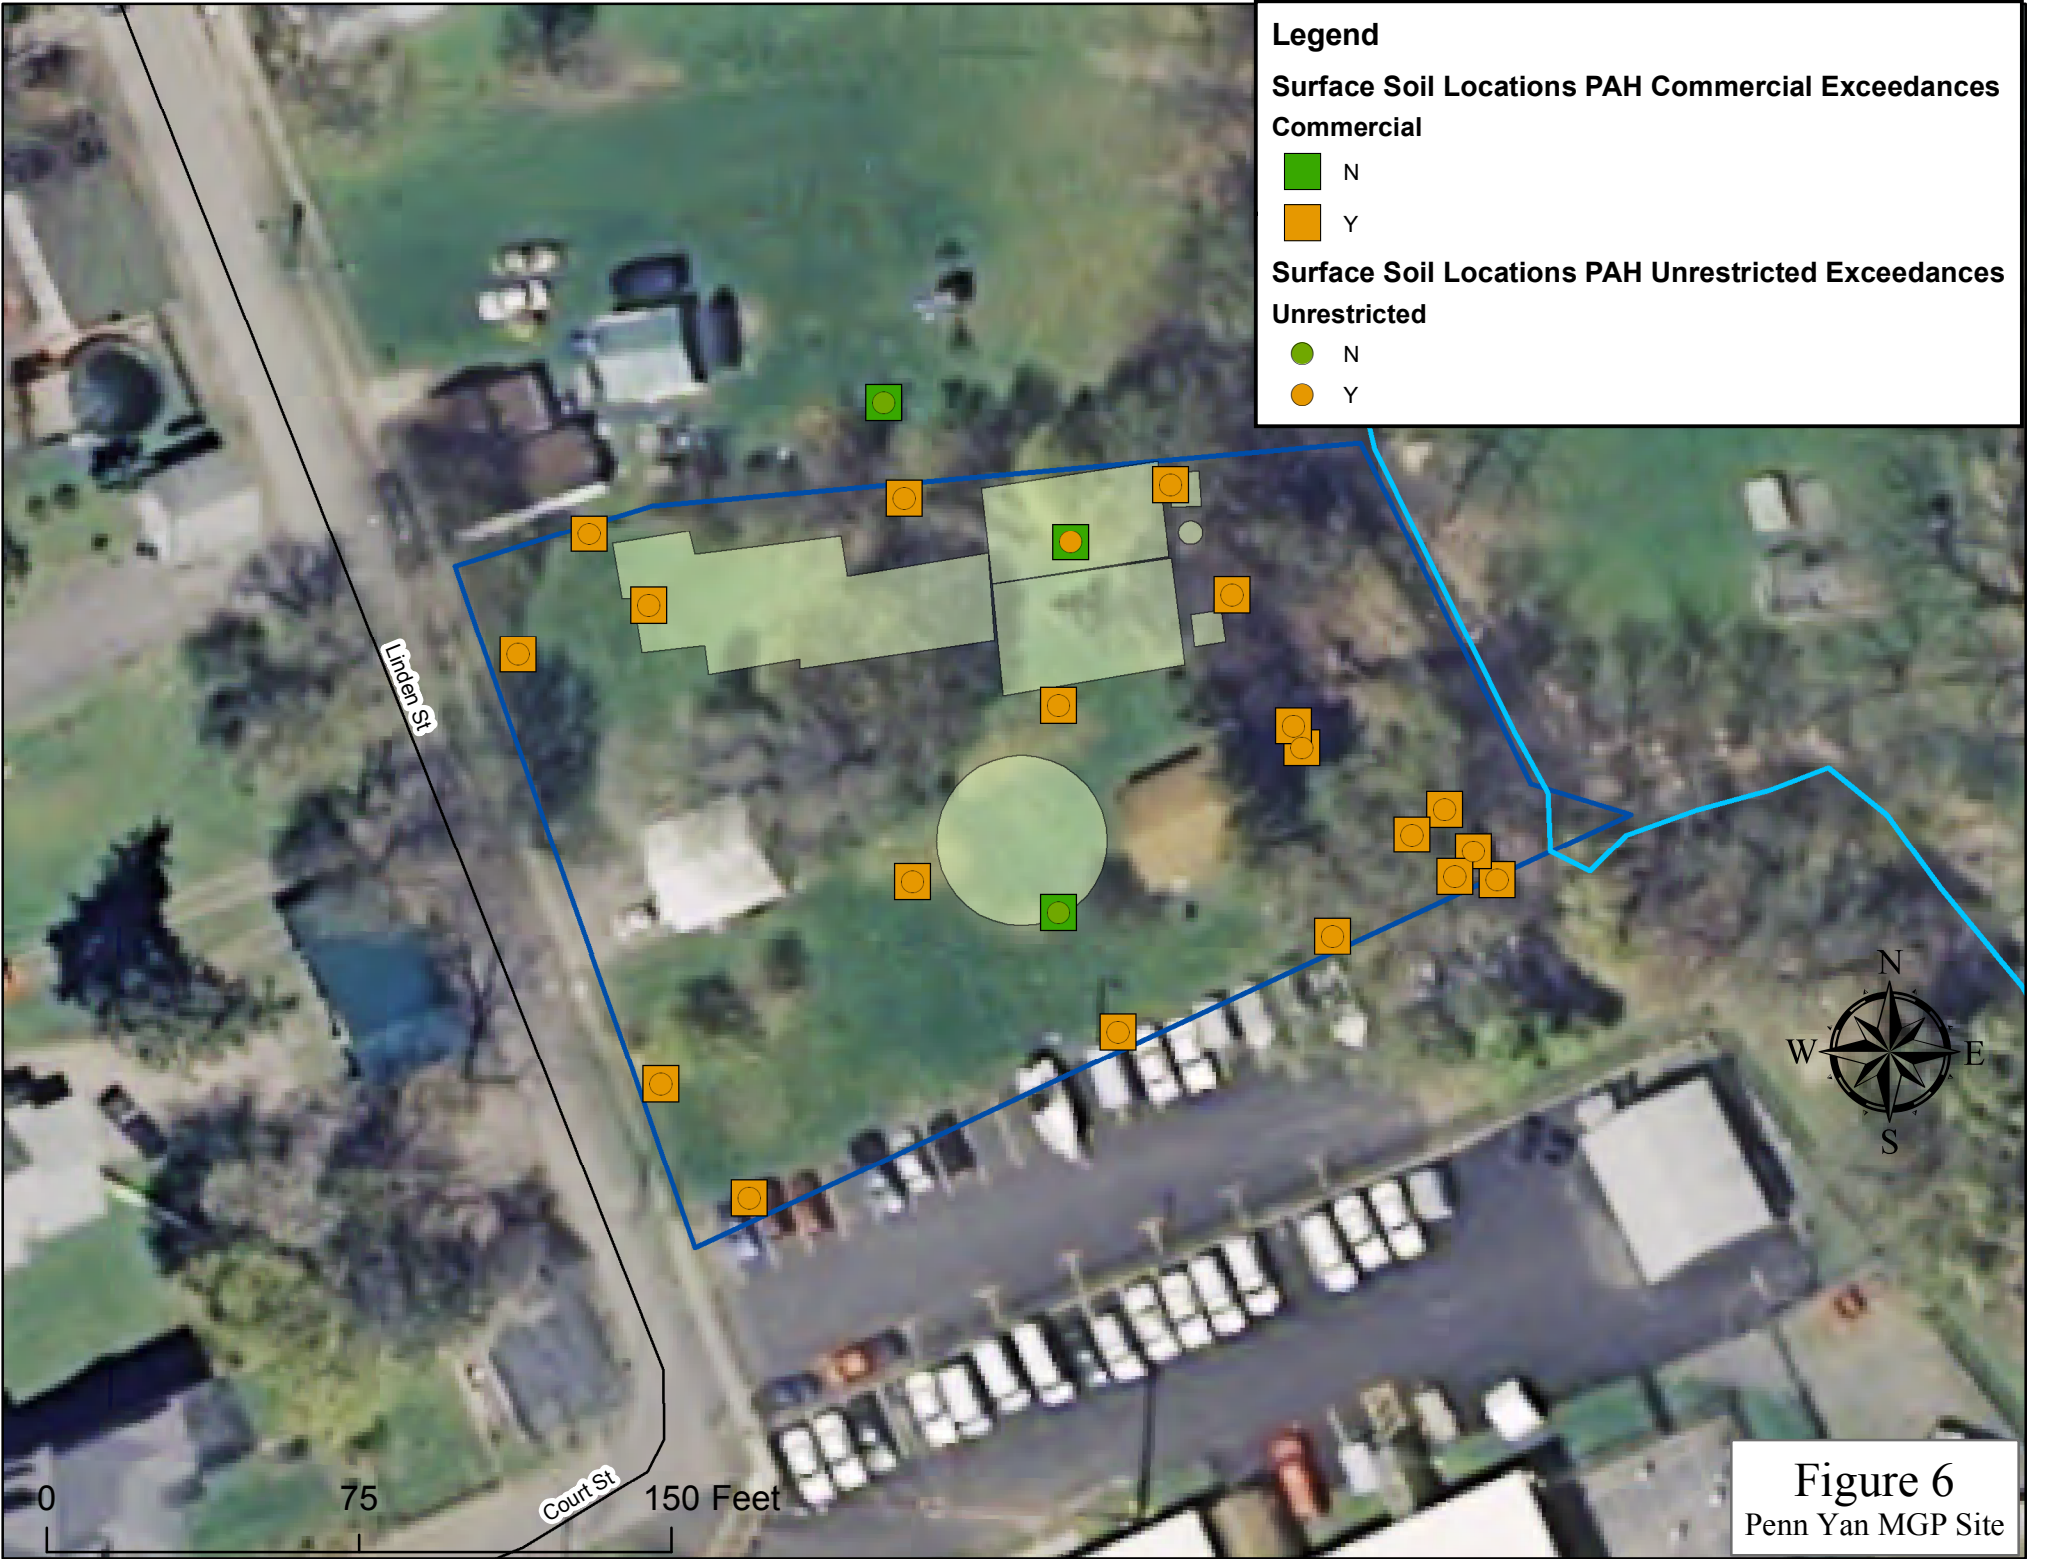 Legend
Surface Soil Locations PAH Commercial Exceedances
Commercial
N
Y
Surface Soil Locations PAH Unrestricted Exceedances
Unrestricted
N
Y
Linden St
N
W E
S
Court St
0 75 150 Feet
Figure 6
Penn Yan MGP Site